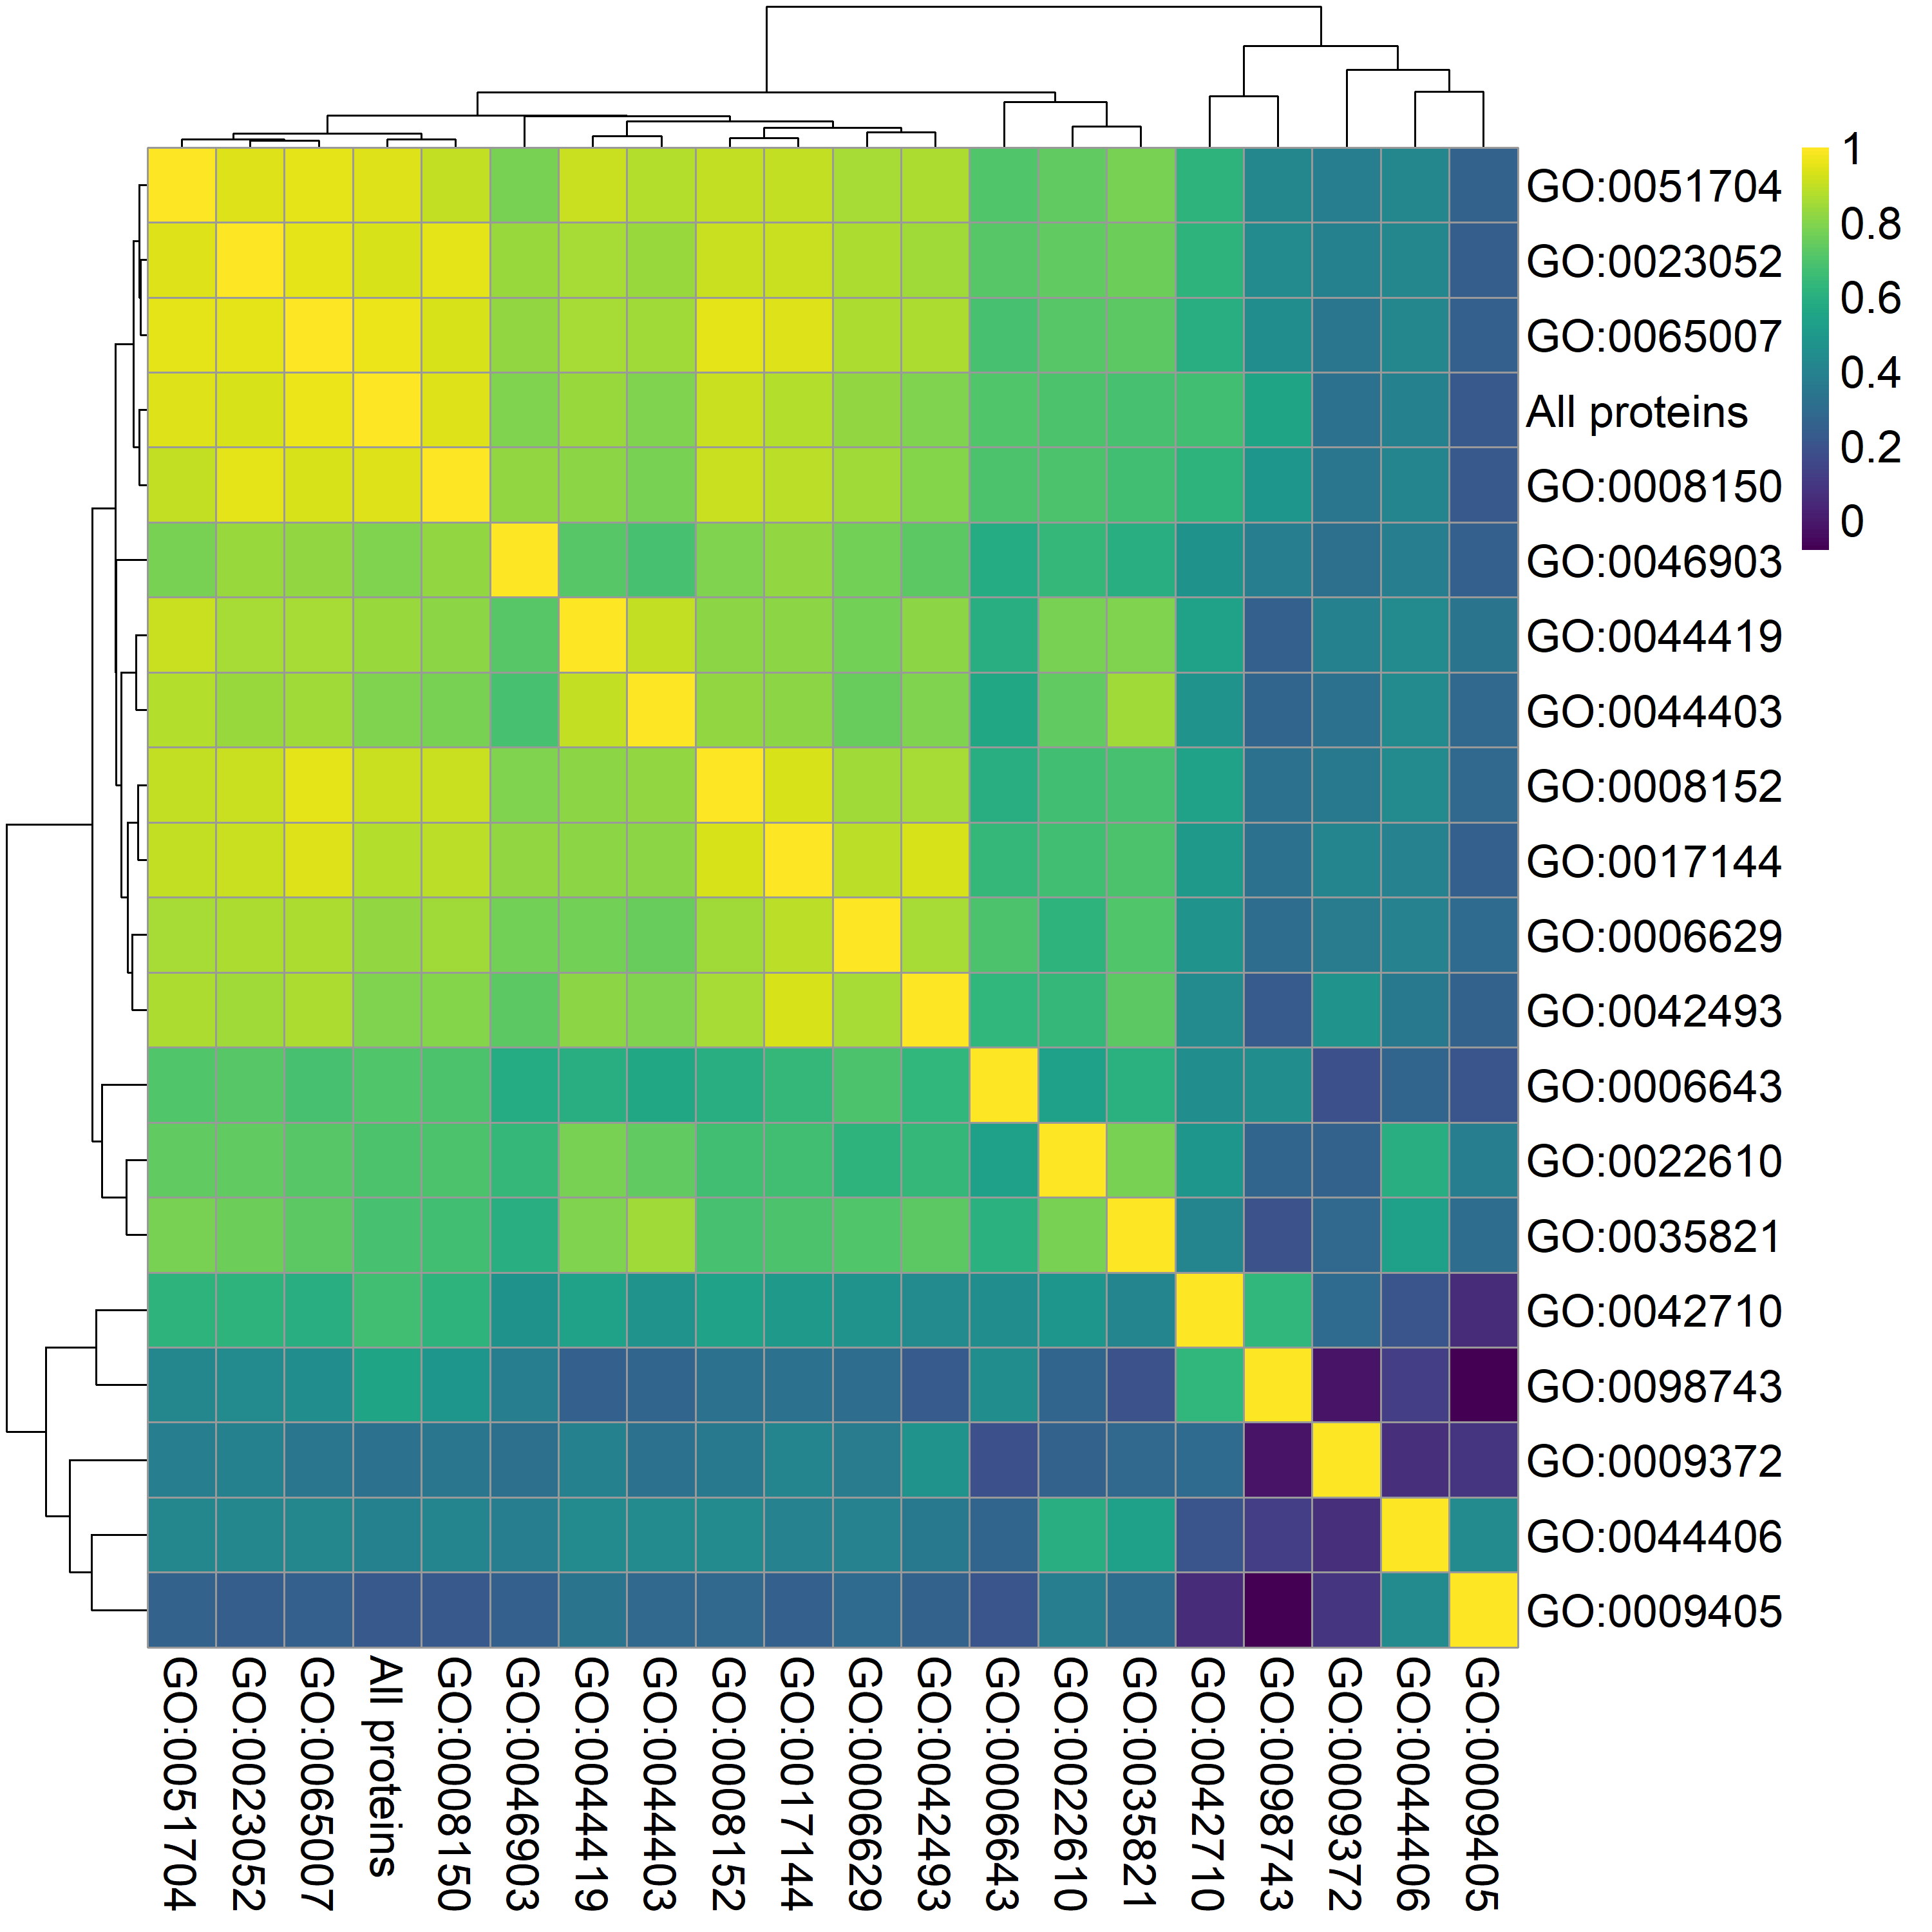 1
0.8
0.6
0.4
0.2
0
GO:0051704
GO:0023052
GO:0065007
All proteins
GO:0008150
GO:0046903
GO:0044419
GO:0044403
GO:0008152
GO:0017144
GO:0006629
GO:0042493
GO:0006643
GO:0022610
GO:0035821
GO:0042710
GO:0098743
GO:0009372
GO:0044406
GO:0009405
GO:0051704
GO:0023052
GO:0065007
All proteins
GO:0008150
GO:0046903
GO:0044419
GO:0044403
GO:0008152
GO:0017144
GO:0006629
GO:0042493
GO:0006643
GO:0022610
GO:0035821
GO:0042710
GO:0098743
GO:0009372
GO:0044406
GO:0009405